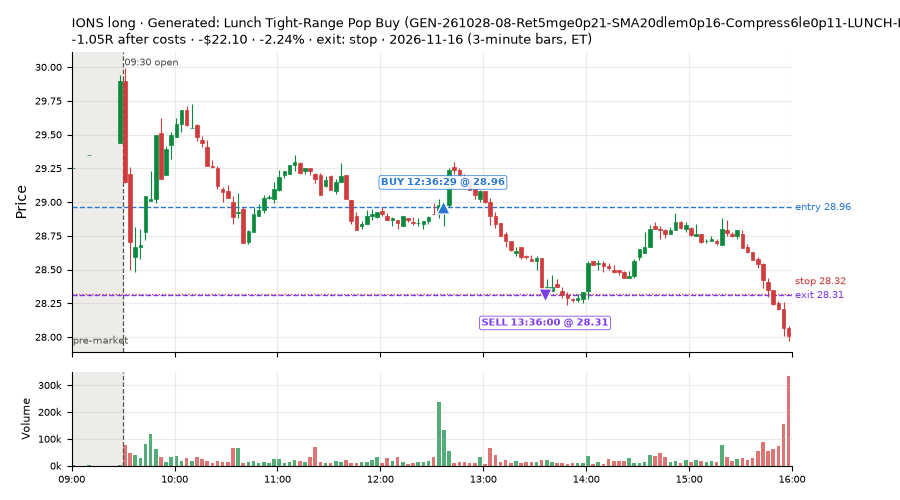 IONS long · Generated: Lunch Tight-Range Pop Buy (GEN-261028-08-Ret5mge0p21-SMA20dlem0p16-Compress6le0p11-LUNCH-
-1.05R after costs · -$22.10 · -2.24% · exit: stop · 2026-11-16 (3-minute bars, ET)
09:30 open
30.00
29.75
29.50
29.25
29.00
28.75
28.50
28.25
28.00
Price
BUY 12:36:29 @ 28.96
entry 28.96
stop 28.32
exit 28.31
SELL 13:36:00 @ 28.31
pre-market
300k
200k
100k
0k
Volume
09:00
10:00
11:00
12:00
13:00
14:00
15:00
16:00